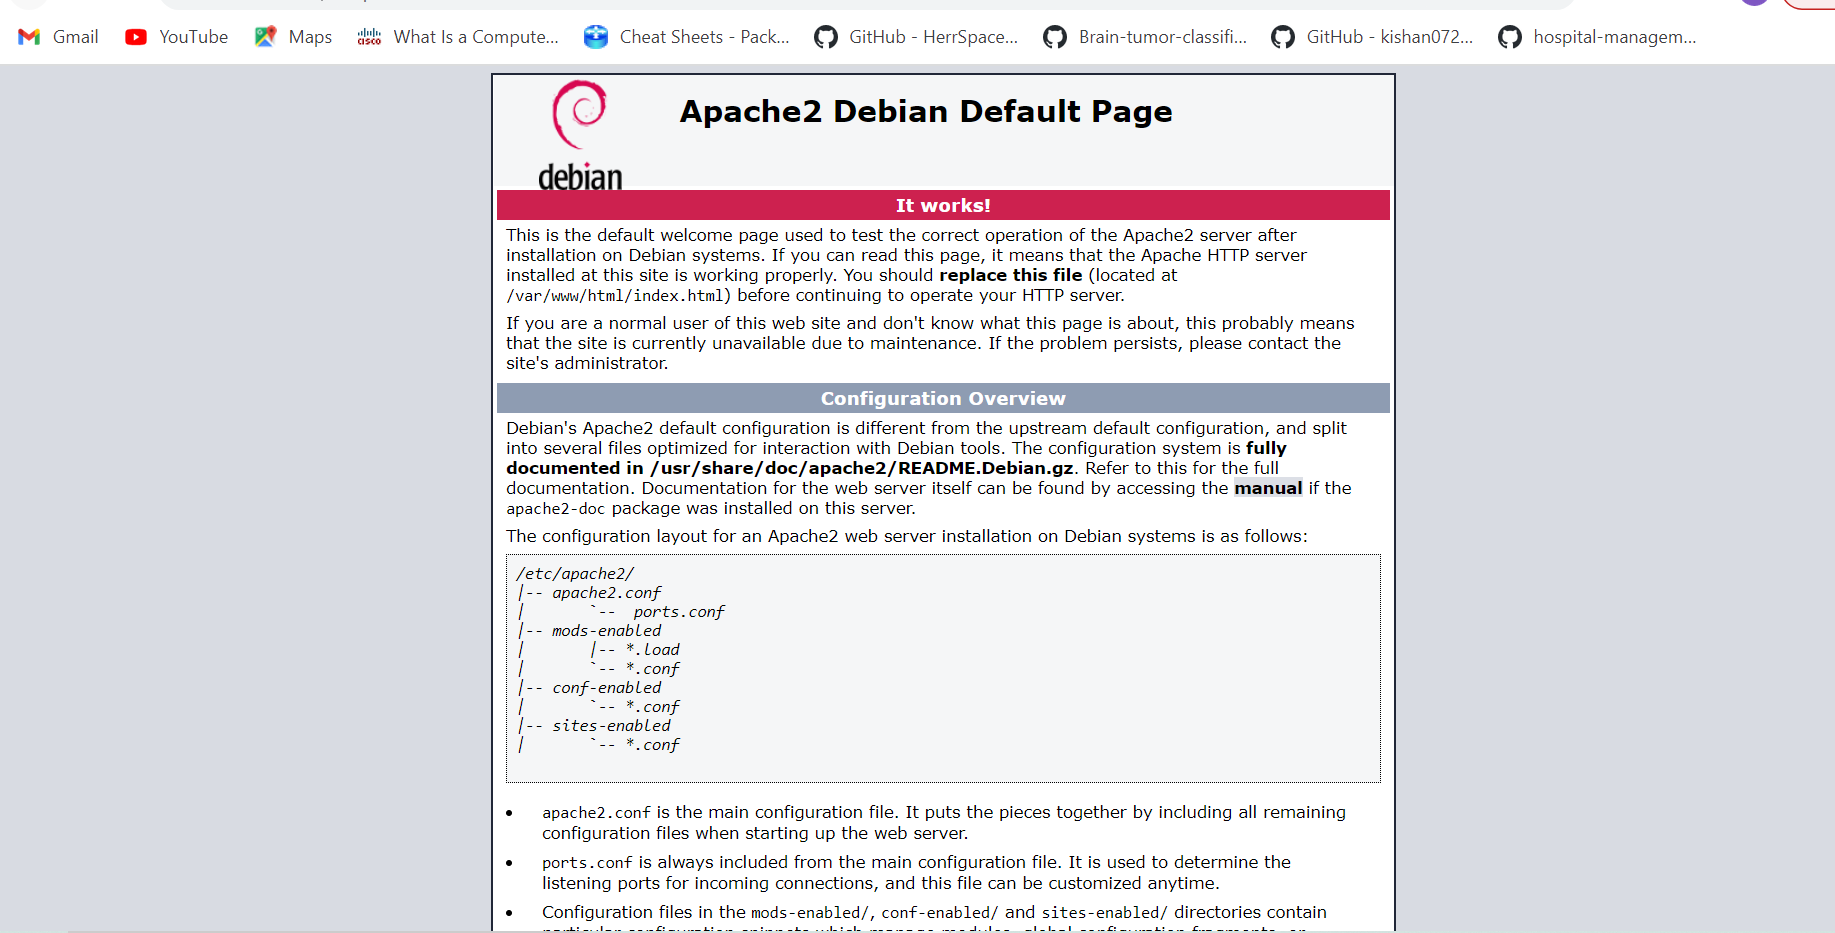 Gmail
YouTube
Maps
What Is a Compute...
Cheat Sheets - Pack...
GitHub - HerrSpace...
Brain-tumor-classifi...
GitHub - kishan072...
hospital-managem...
debian
Apache2 Debian Default Page
It works!
This is the default welcome page used to test the correct operation of the Apache2 server after
installation on Debian systems. If you can read this page, it means that the Apache HTTP server
installed at this site is working properly. You should replace this file (located at
/var/www/html/index.html) before continuing to operate your HTTP server.
If you are a normal user of this web site and don't know what this page is about, this probably means
that the site is currently unavailable due to maintenance. If the problem persists, please contact the
site's administrator.
Configuration Overview
Debian's Apache2 default configuration is different from the upstream default configuration, and split
into several files optimized for interaction with Debian tools. The configuration system is fully
documented in /usr/share/doc/apache2/README.Debian.gz. Refer to this for the full
documentation. Documentation for the web server itself can be found by accessing the manual if the
apache2-doc package was installed on this server.
The configuration layout for an Apache2 web server installation on Debian systems is as follows:
/etc/apache2/
|-- apache2.conf
|       `--  ports.conf
|-- mods-enabled
|       |-- *.load
|       `-- *.conf
|-- conf-enabled
|       `-- *.conf
|-- sites-enabled
|       `-- *.conf
• apache2.conf is the main configuration file. It puts the pieces together by including all remaining
configuration files when starting up the web server.
• ports.conf is always included from the main configuration file. It is used to determine the
listening ports for incoming connections, and this file can be customized anytime.
• Configuration files in the mods-enabled/, conf-enabled/ and sites-enabled/ directories contain
particular configuration snippets which manage modules, global configuration fragments, or